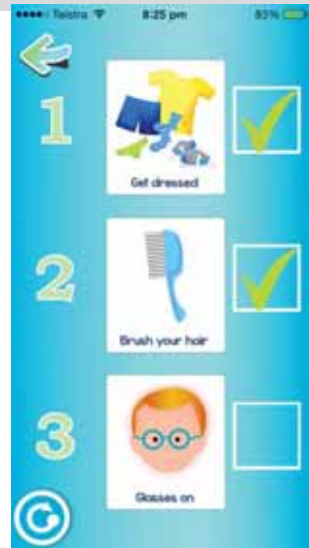 Telstra 8:25 pm 83%
1
Get dressed
2
Brush your hair
3
Glasses on